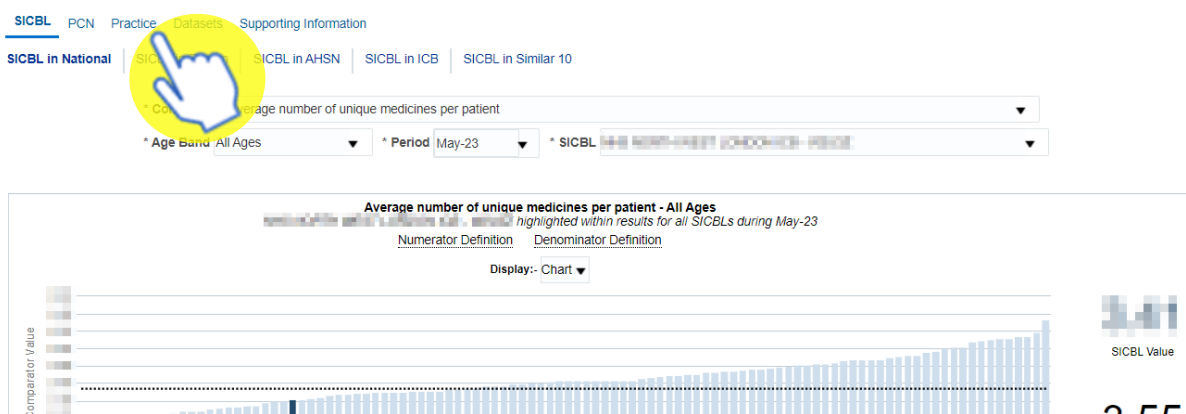 SICBL PCN Practice Datasets Supporting Information
SICBL in National SICBL in AHSN SICBL in ICB SICBL in Similar 10
* Co erage number of unique medicines per patient
* Age Band All Ages * Period May-23 * SICBL
Average number of unique medicines per patient - All Ages
highlighted within results for all SICBLs during May-23
Numerator Definition Denominator Definition
Display:- Chart
Comparator Value
SICBL Value